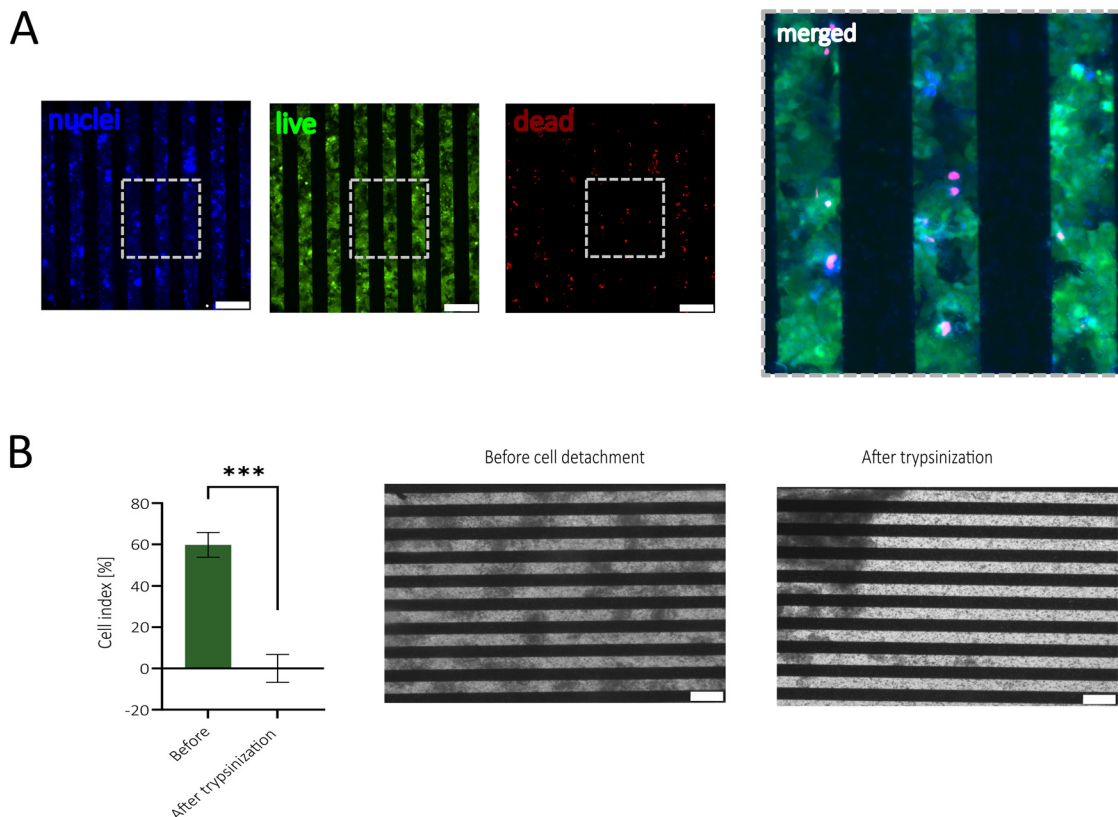 A
nuclei
live
dead
merged
B
Before cell detachment
After trypsinization
***
Cell index [%]
80
60
40
20
0
-20
Before
After trypsinization